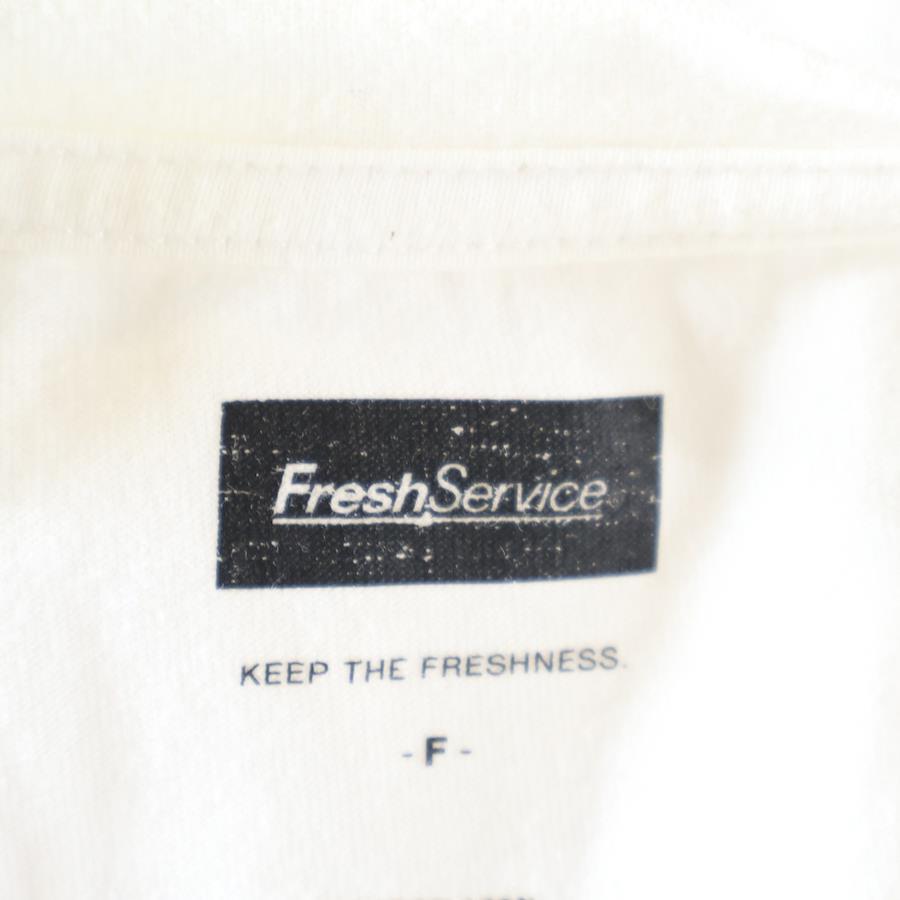 FreshService
KEEP THE FRESHNESS.
- F -